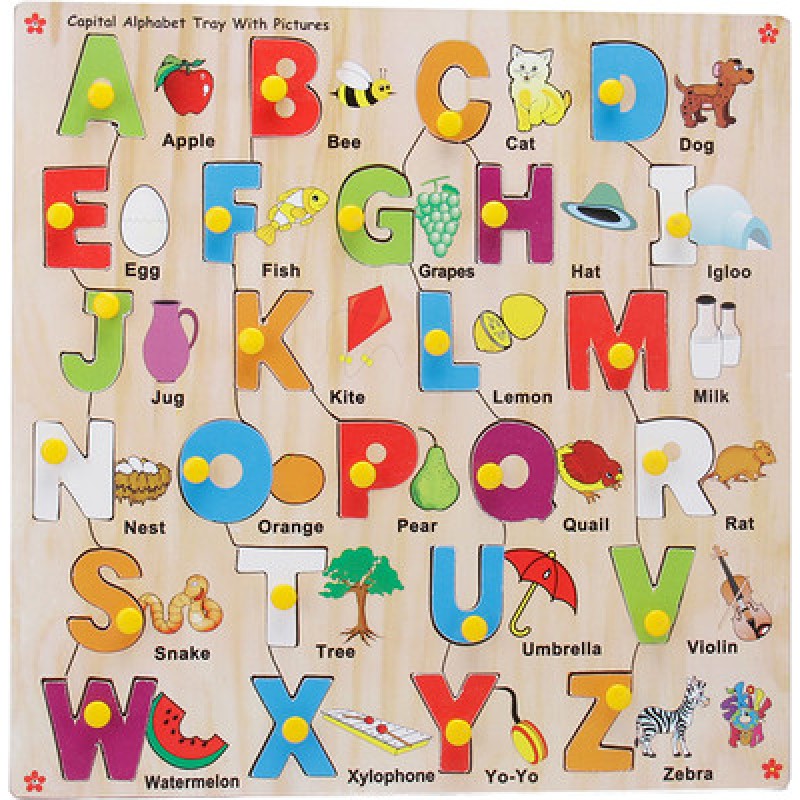 Capital Alphabet Tray With Pictures
A B C D
Apple Bee Cat Dog
E F G H I
Egg Fish Grapes Hat Igloo
J K L M
Jug Kite Lemon Milk
N O P Q R
Nest Orange Pear Quail Rat
S T U V
Snake Tree Umbrella Violin
W X Y Z
Watermelon Xylophone Yo-Yo Zebra